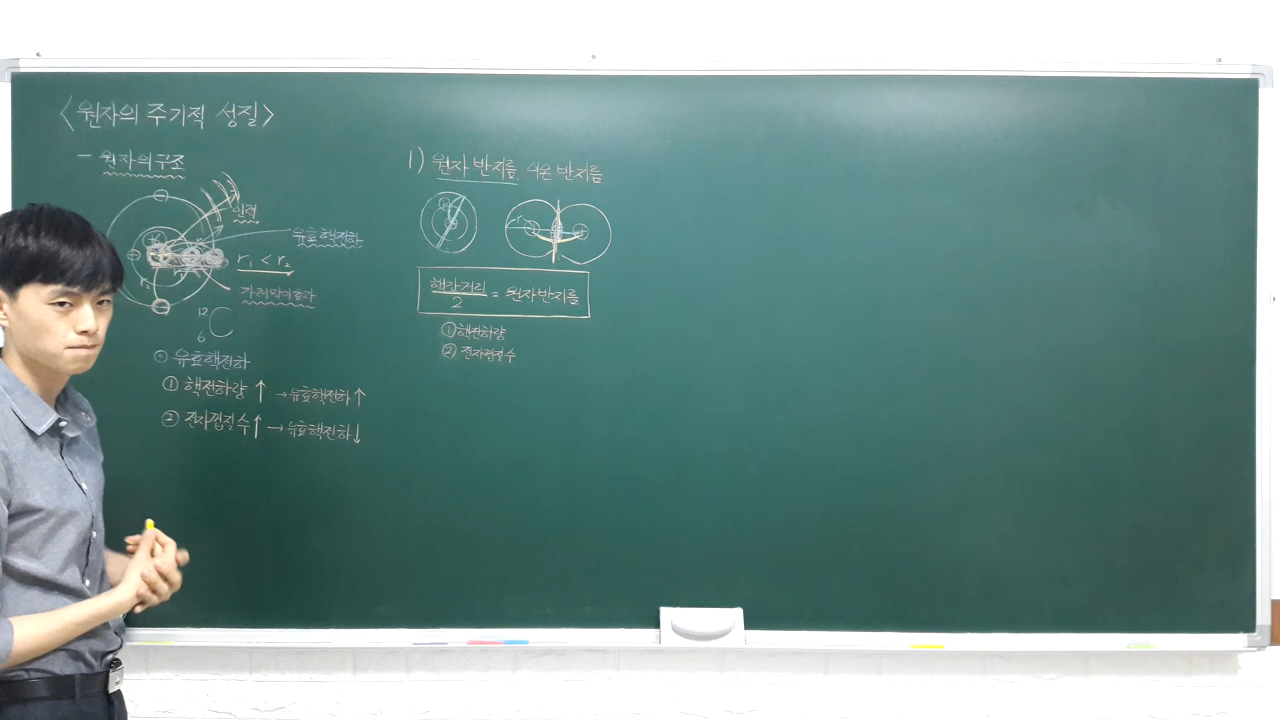 <원자의 주기적 성질>
- 원자의 구조
인력
유효핵전하
r₁ < r₂
r₂
가려막기효과
12
C
6
⊙ 유효핵전하
① 핵전하량 ↑ → 유효핵전하 ↑
② 전자껍질수 ↑ → 유효핵전하 ↓
1) 원자 반지름, 이온 반지름
r
핵간거리
2
= 원자반지름
① 핵전하량
② 전자껍질수